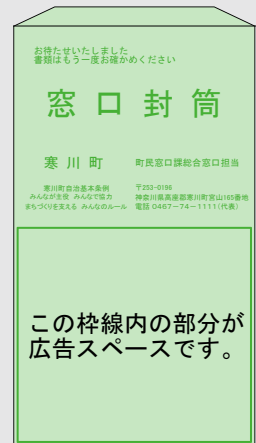 お待たせいたしました
書類はもう一度お確かめください
窓口封筒
寒川町 町民窓口課総合窓口担当
寒川町自治基本条例
みんなが主役 みんなで協力
まちづくりを支える みんなのルール
〒253-0196
神奈川県高座郡寒川町宮山165番地
電話 0467－74－1111(代表)
この枠線内の部分が
広告スペースです。